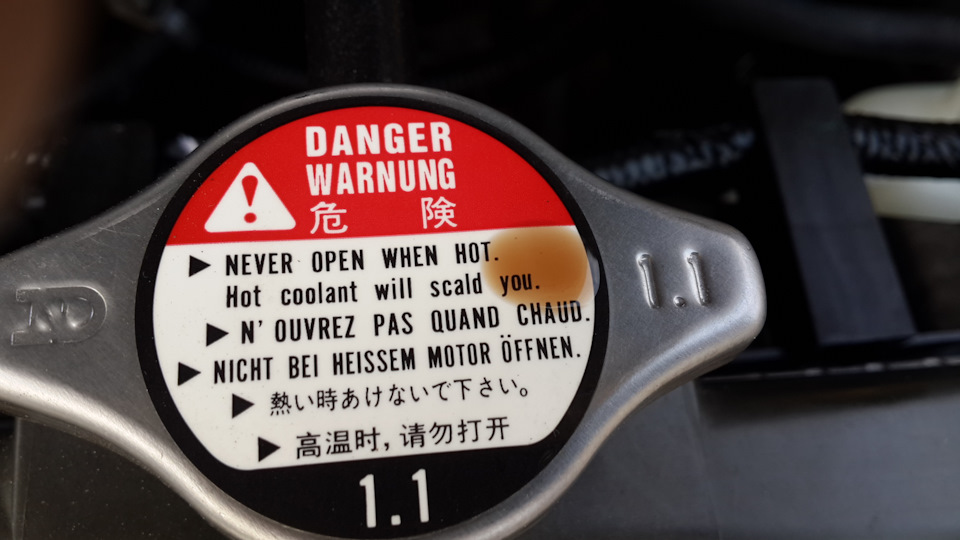 DANGER
WARNUNG
危険
NEVER OPEN WHEN HOT.
Hot coolant will scald you.
N'OUVREZ PAS QUAND CHAUD.
NICHT BEI HEISSEM MOTOR ÖFFNEN.
熱い時あけないで下さい。
高温时,请勿打开
1.1
1.1